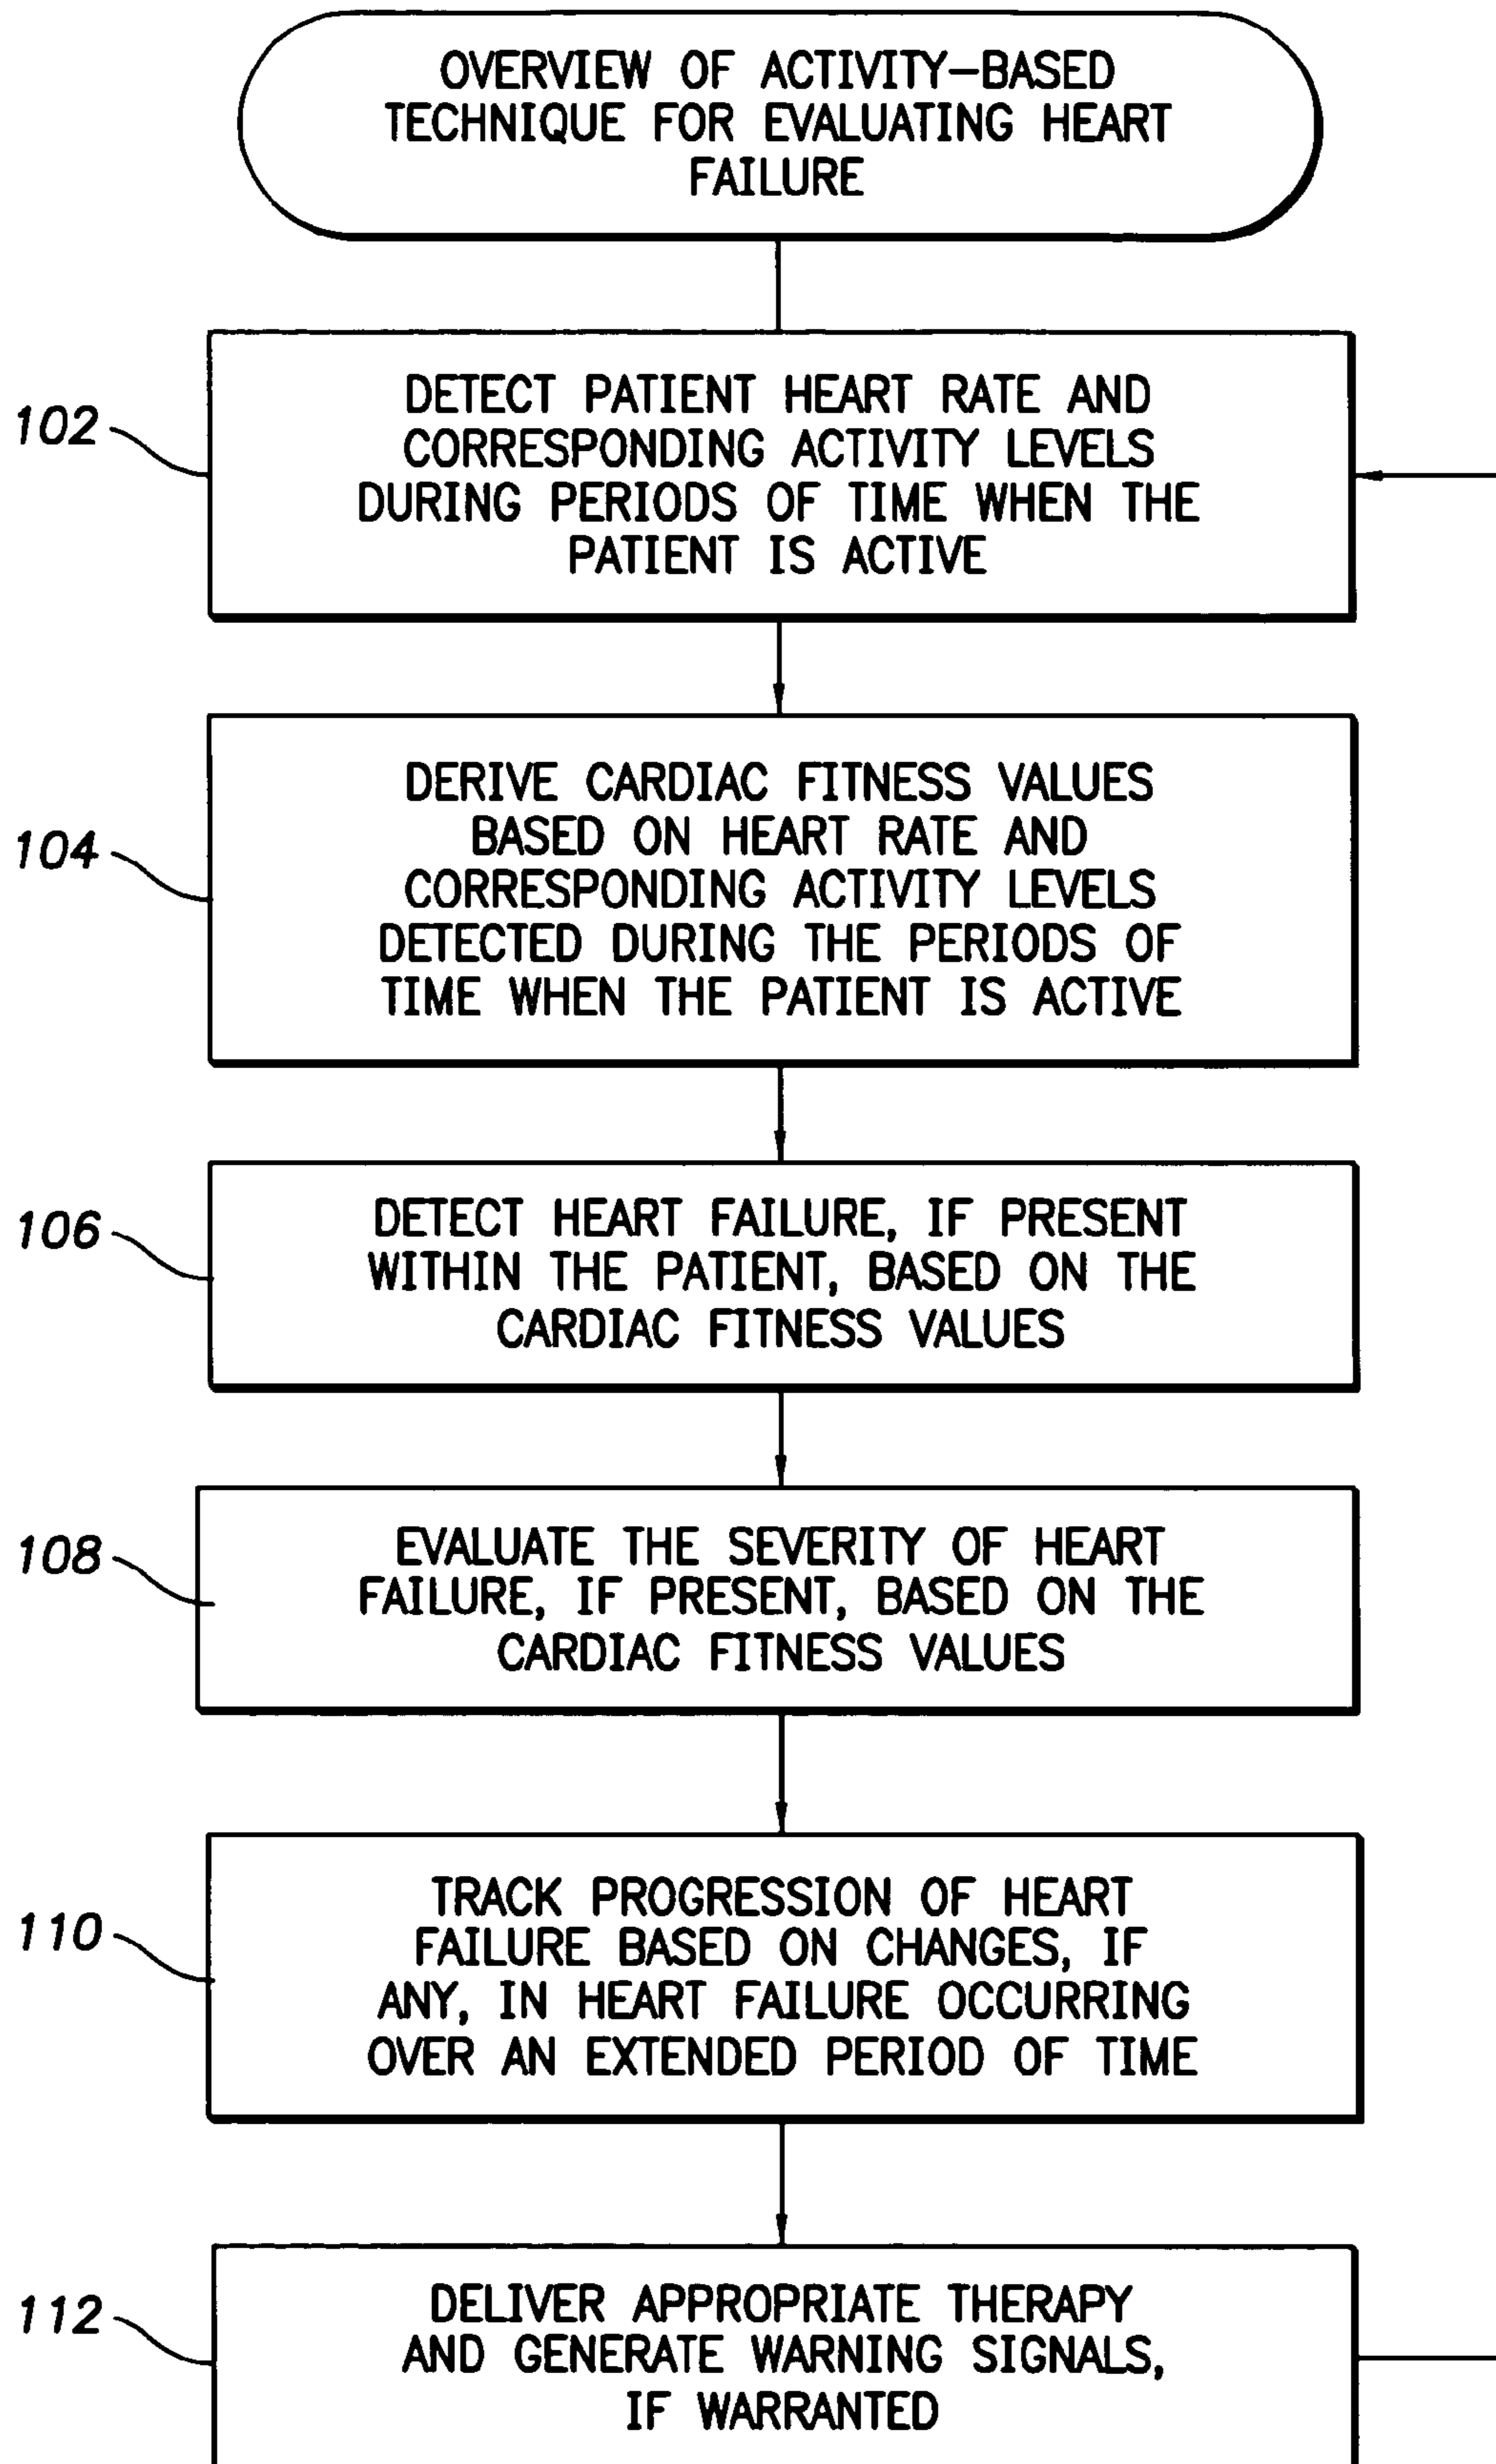 OVERVIEW OF ACTIVITY-BASED
TECHNIQUE FOR EVALUATING HEART
FAILURE
102
DETECT PATIENT HEART RATE AND
CORRESPONDING ACTIVITY LEVELS
DURING PERIODS OF TIME WHEN THE
PATIENT IS ACTIVE
104
DERIVE CARDIAC FITNESS VALUES
BASED ON HEART RATE AND
CORRESPONDING ACTIVITY LEVELS
DETECTED DURING THE PERIODS OF
TIME WHEN THE PATIENT IS ACTIVE
106
DETECT HEART FAILURE, IF PRESENT
WITHIN THE PATIENT, BASED ON THE
CARDIAC FITNESS VALUES
108
EVALUATE THE SEVERITY OF HEART
FAILURE, IF PRESENT, BASED ON THE
CARDIAC FITNESS VALUES
110
TRACK PROGRESSION OF HEART
FAILURE BASED ON CHANGES, IF
ANY, IN HEART FAILURE OCCURRING
OVER AN EXTENDED PERIOD OF TIME
112
DELIVER APPROPRIATE THERAPY
AND GENERATE WARNING SIGNALS,
IF WARRANTED